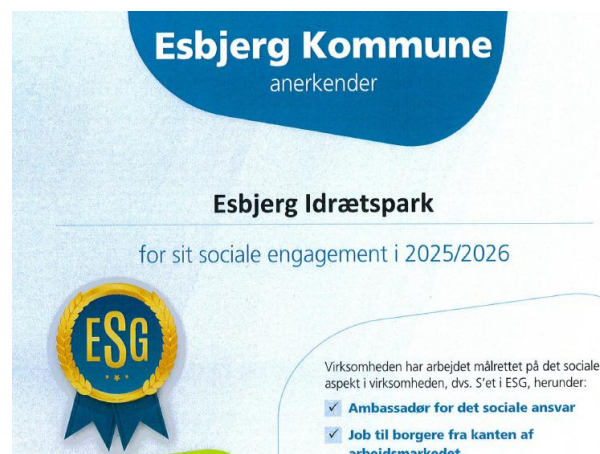 Esbjerg Kommune
anerkender
Esbjerg Idrætspark
for sit sociale engagement i 2025/2026
ESG
Virksomheden har arbejdet målrettet på det sociale
aspekt i virksomheden, dvs. S'et i ESG, herunder:
Ambassadør for det sociale ansvar
Job til borgere fra kanten af
arbejdsmarkedet